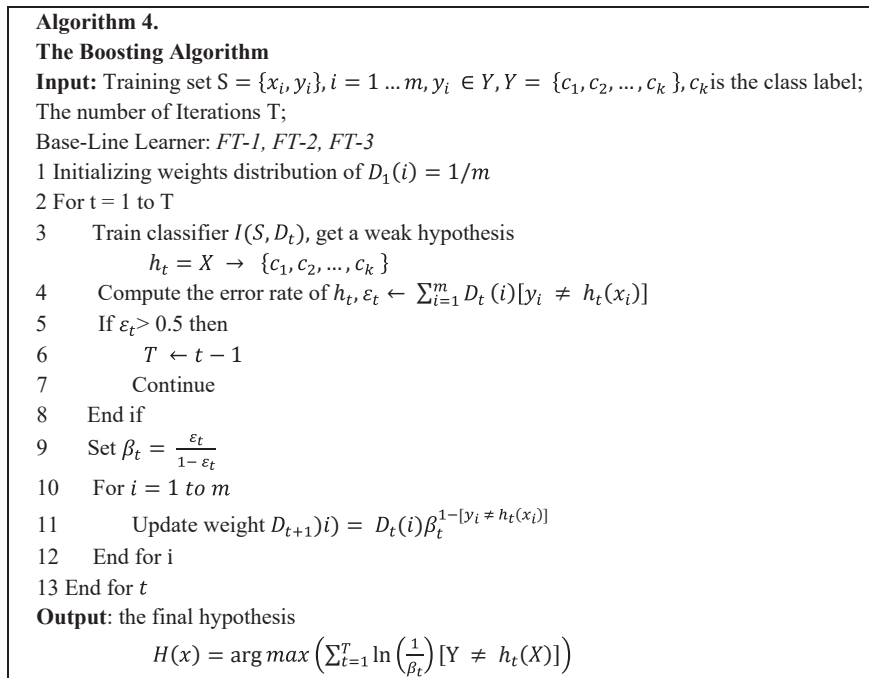 Algorithm 4.
The Boosting Algorithm
Input: Training set S = {x_i, y_i}, i = 1 … m, y_i ∈ Y, Y = {c_1, c_2, … , c_k }, c_k is the class label;
The number of Iterations T;
Base-Line Learner: FT-1, FT-2, FT-3
1 Initializing weights distribution of D_1(i) = 1/m
2 For t = 1 to T
3 Train classifier I(S, D_t), get a weak hypothesis
h_t = X → {c_1, c_2, … , c_k }
4 Compute the error rate of h_t, ε_t ← ∑_{i=1}^{m} D_t (i)[y_i ≠ h_t(x_i)]
5 If ε_t> 0.5 then
6 T ← t − 1
7 Continue
8 End if
9 Set β_t = ε_t / (1− ε_t)
10 For i = 1 to m
11 Update weight D_{t+1})i) = D_t(i)β_t^{1−[y_i ≠ h_t(x_i)]}
12 End for i
13 End for t
Output: the final hypothesis
H(x) = arg max (∑_{t=1}^{T} ln (1/β_t) [Y ≠ h_t(X)])